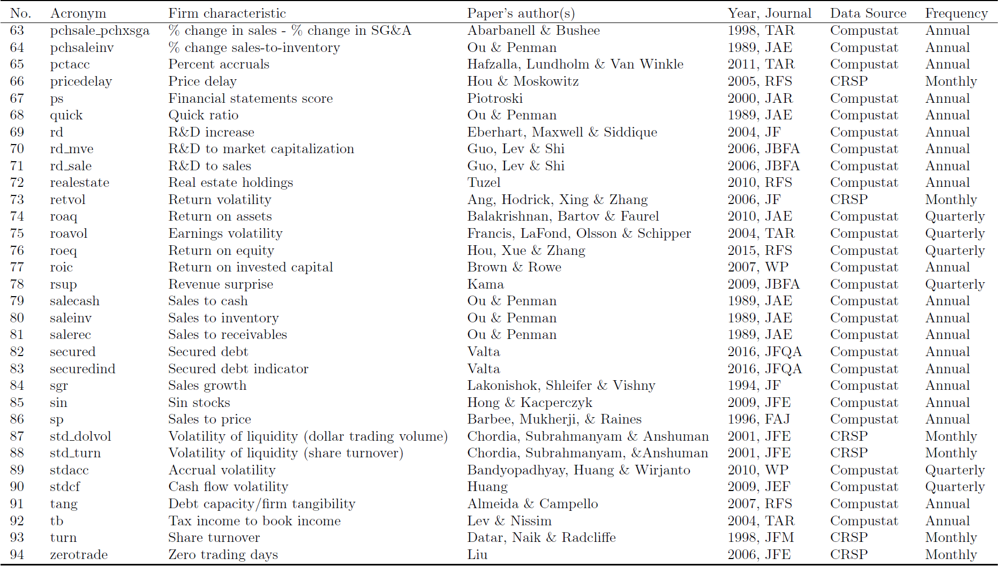 No. Acronym Firm characteristic Paper's author(s) Year, Journal Data Source Frequency
63 pchsale_pchxsga % change in sales - % change in SG&A Abarbanell & Bushee 1998, TAR Compustat Annual
64 pchsaleinv % change sales-to-inventory Ou & Penman 1989, JAE Compustat Annual
65 pctacc Percent accruals Hafzalla, Lundholm & Van Winkle 2011, TAR Compustat Annual
66 pricedelay Price delay Hou & Moskowitz 2005, RFS CRSP Monthly
67 ps Financial statements score Piotroski 2000, JAR Compustat Annual
68 quick Quick ratio Ou & Penman 1989, JAE Compustat Annual
69 rd R&D increase Eberhart, Maxwell & Siddique 2004, JF Compustat Annual
70 rd_mve R&D to market capitalization Guo, Lev & Shi 2006, JBFA Compustat Annual
71 rd_sale R&D to sales Guo, Lev & Shi 2006, JBFA Compustat Annual
72 realestate Real estate holdings Tuzel 2010, RFS Compustat Annual
73 retvol Return volatility Ang, Hodrick, Xing & Zhang 2006, JF CRSP Monthly
74 roaq Return on assets Balakrishnan, Bartov & Faurel 2010, JAE Compustat Quarterly
75 roavol Earnings volatility Francis, LaFond, Olsson & Schipper 2004, TAR Compustat Quarterly
76 roeq Return on equity Hou, Xue & Zhang 2015, RFS Compustat Quarterly
77 roic Return on invested capital Brown & Rowe 2007, WP Compustat Annual
78 rsup Revenue surprise Kama 2009, JBFA Compustat Quarterly
79 salecash Sales to cash Ou & Penman 1989, JAE Compustat Annual
80 saleinv Sales to inventory Ou & Penman 1989, JAE Compustat Annual
81 salerec Sales to receivables Ou & Penman 1989, JAE Compustat Annual
82 secured Secured debt Valta 2016, JFQA Compustat Annual
83 securedind Secured debt indicator Valta 2016, JFQA Compustat Annual
84 sgr Sales growth Lakonishok, Shleifer & Vishny 1994, JF Compustat Annual
85 sin Sin stocks Hong & Kacperczyk 2009, JFE Compustat Annual
86 sp Sales to price Barbee, Mukherji, & Raines 1996, FAJ Compustat Annual
87 std_dolvol Volatility of liquidity (dollar trading volume) Chordia, Subrahmanyam & Anshuman 2001, JFE CRSP Monthly
88 std_turn Volatility of liquidity (share turnover) Chordia, Subrahmanyam, &Anshuman 2001, JFE CRSP Monthly
89 stdacc Accrual volatility Bandyopadhyay, Huang & Wirjanto 2010, WP Compustat Quarterly
90 stdcf Cash flow volatility Huang 2009, JEF Compustat Quarterly
91 tang Debt capacity/firm tangibility Almeida & Campello 2007, RFS Compustat Annual
92 tb Tax income to book income Lev & Nissim 2004, TAR Compustat Annual
93 turn Share turnover Datar, Naik & Radcliffe 1998, JFM CRSP Monthly
94 zerotrade Zero trading days Liu 2006, JFE CRSP Monthly